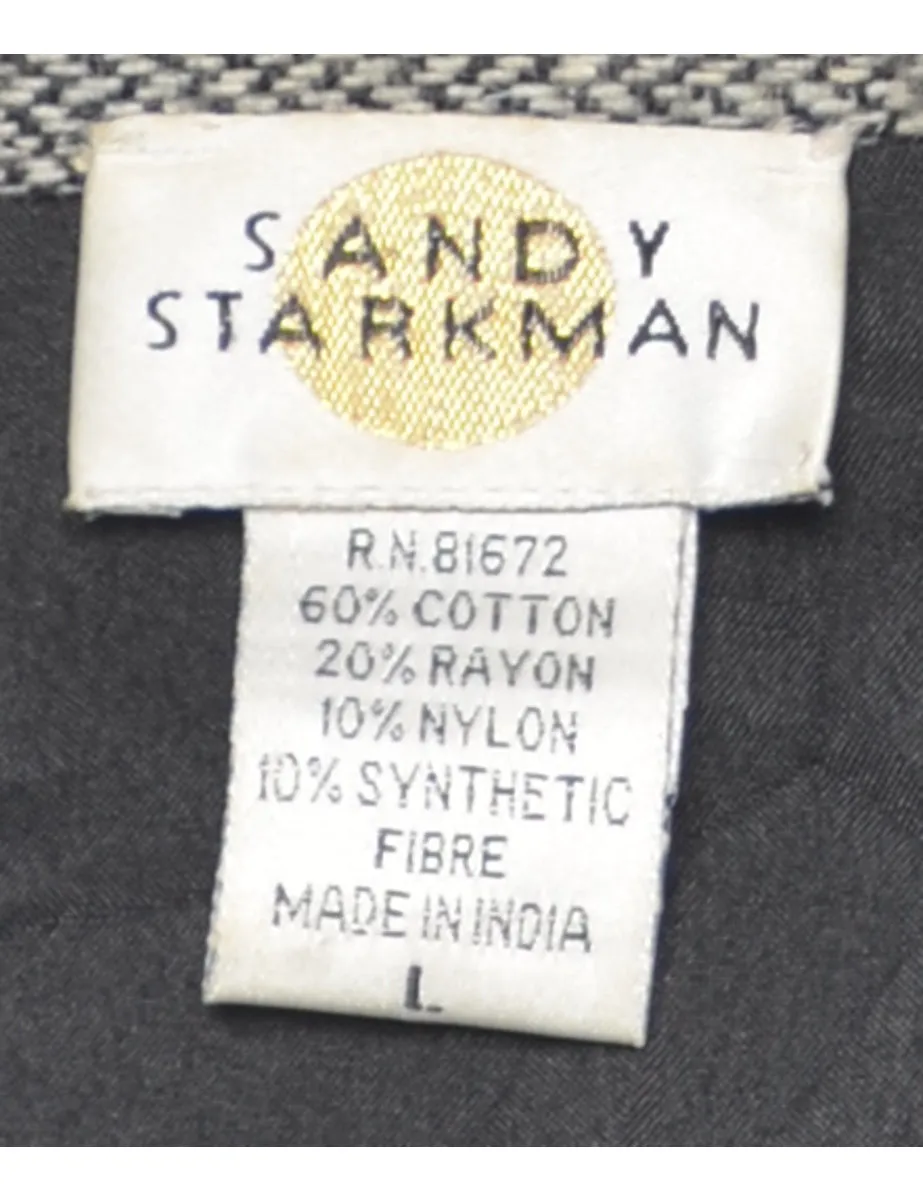 SANDY
STARKMAN
R.N.81672
60% COTTON
20% RAYON
10% NYLON
10% SYNTHETIC
FIBRE
MADE IN INDIA
L